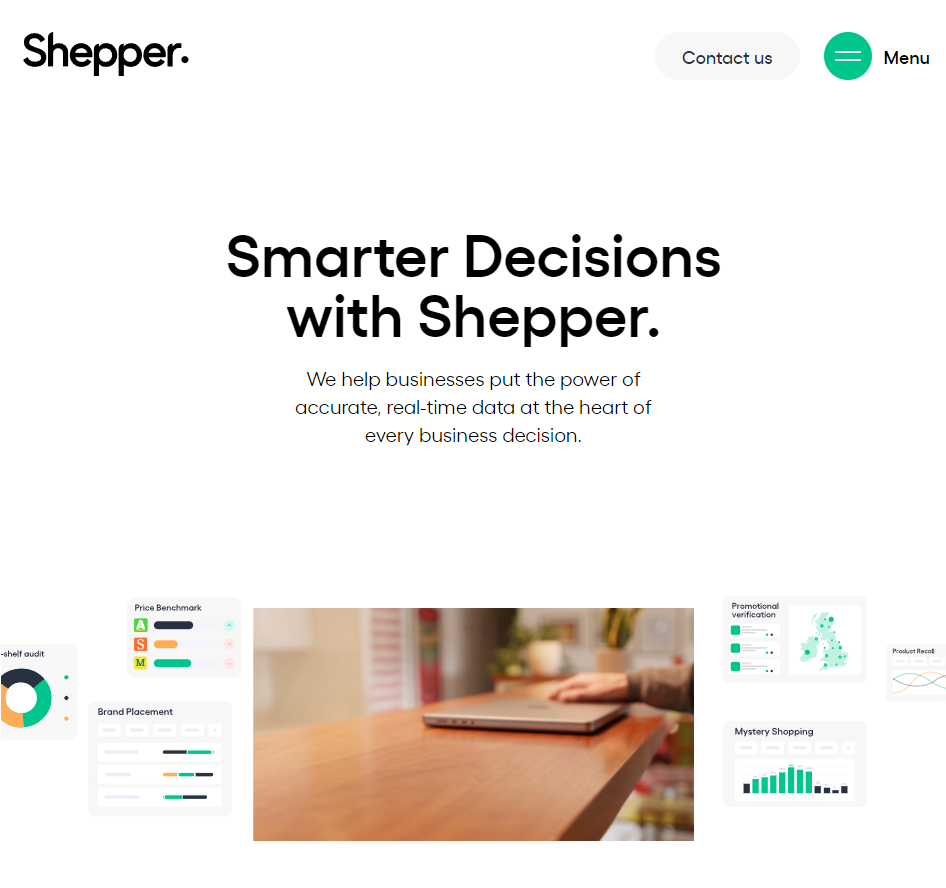 Shepper.
Contact us
Menu
Smarter Decisions
with Shepper.
We help businesses put the power of
accurate, real-time data at the heart of
every business decision.
Price Benchmark
A
S
M
-shelf audit
Brand Placement
Promotional
verification
Product Recall
Mystery Shopping